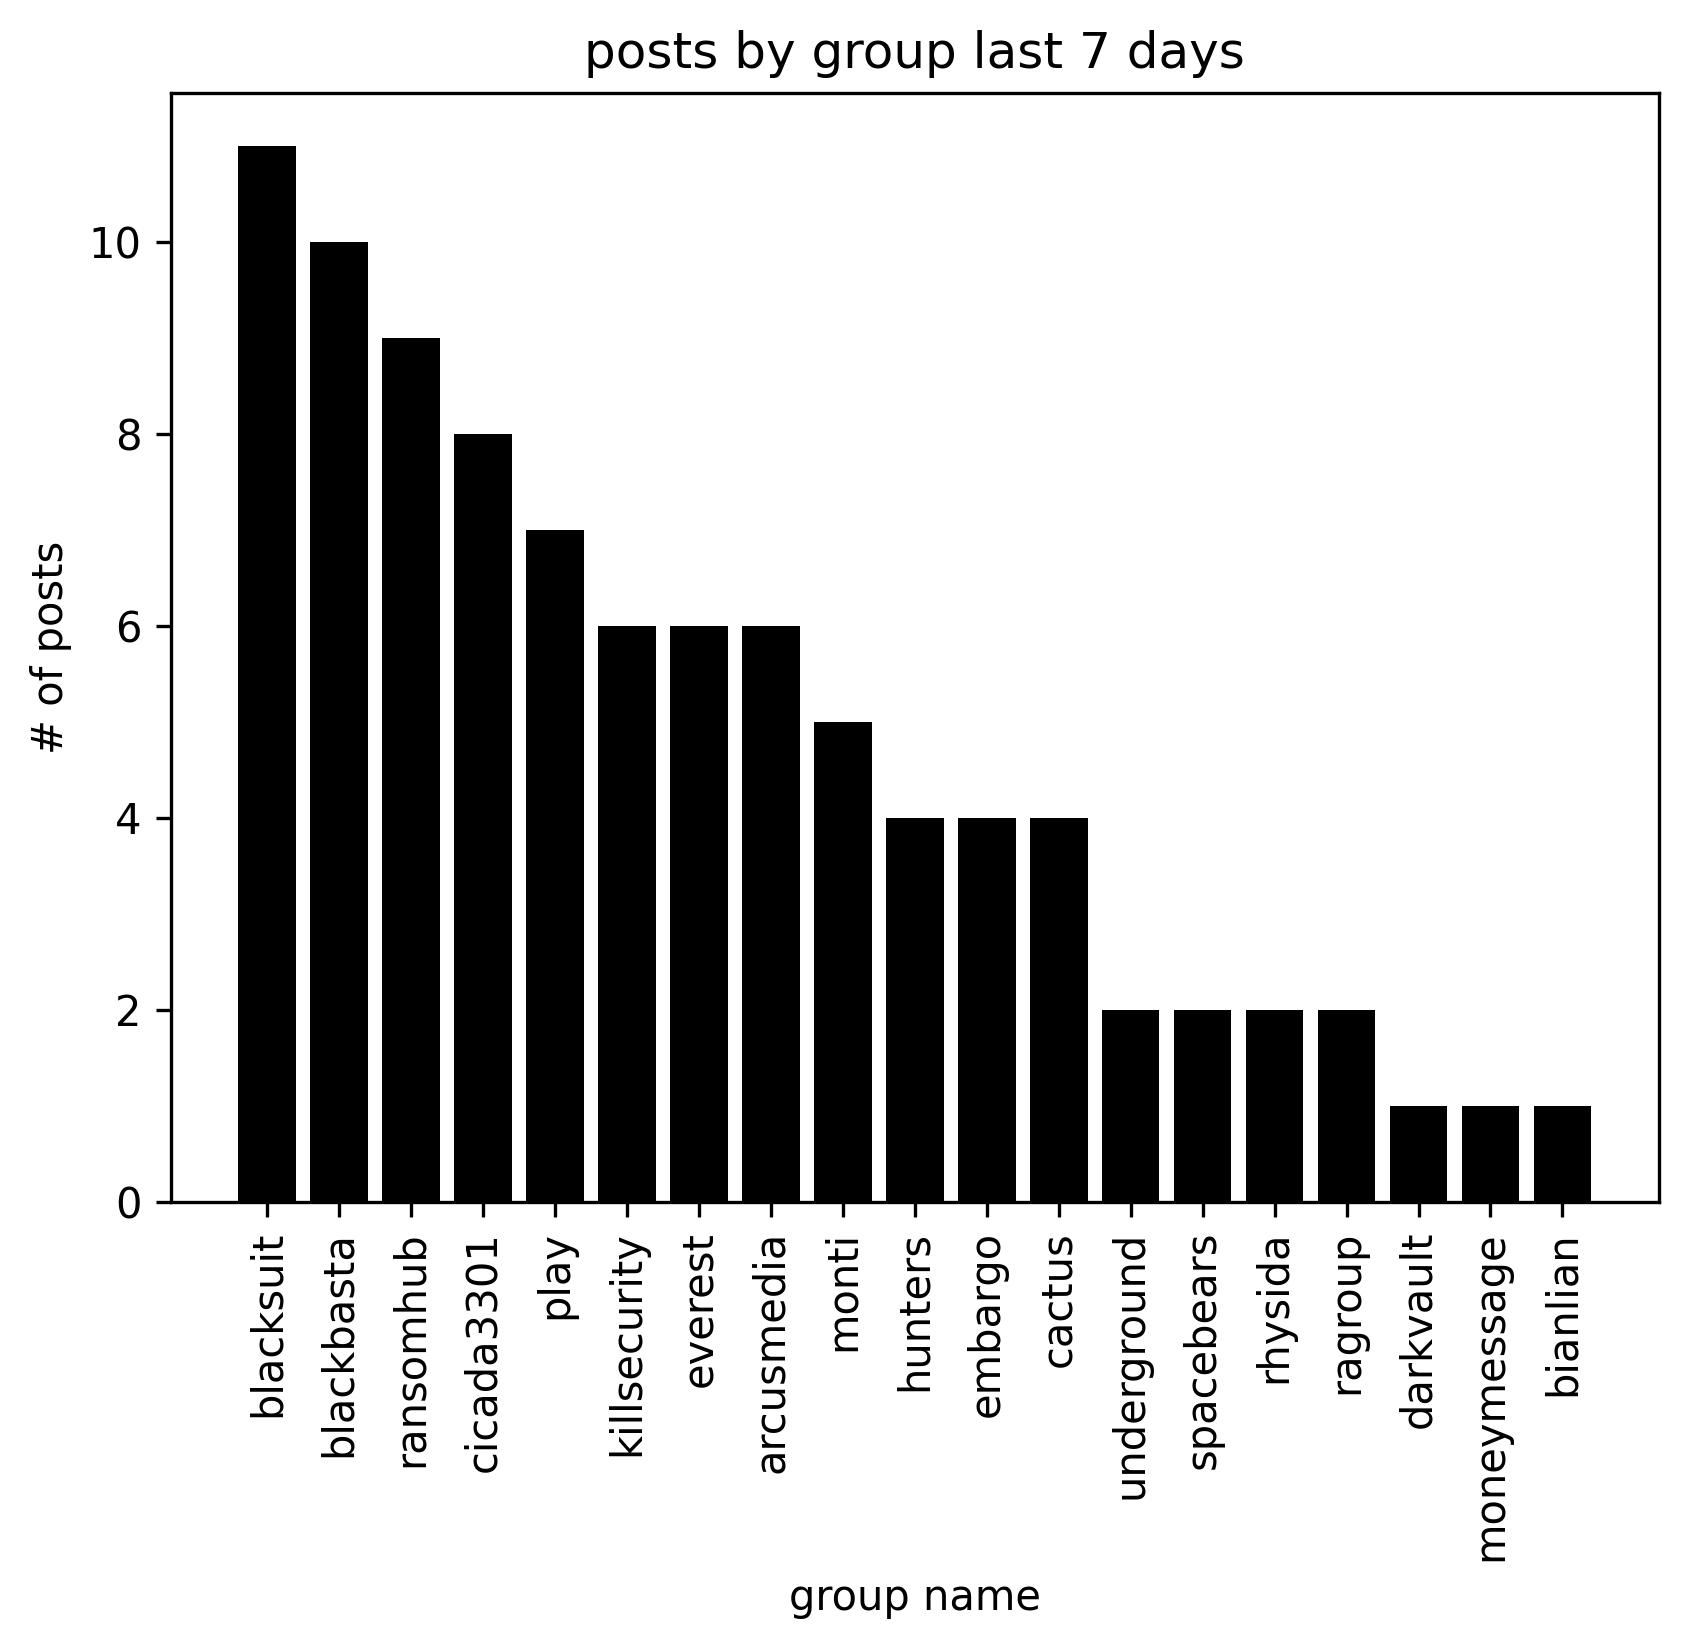 posts by group last 7 days
# of posts
10
8
6
4
2
0
blacksuit
blackbasta
ransomhub
cicada3301
play
killsecurity
everest
arcusmedia
monti
hunters
embargo
cactus
underground
spacebears
rhysida
ragroup
darkvault
moneymessage
bianlian
group name